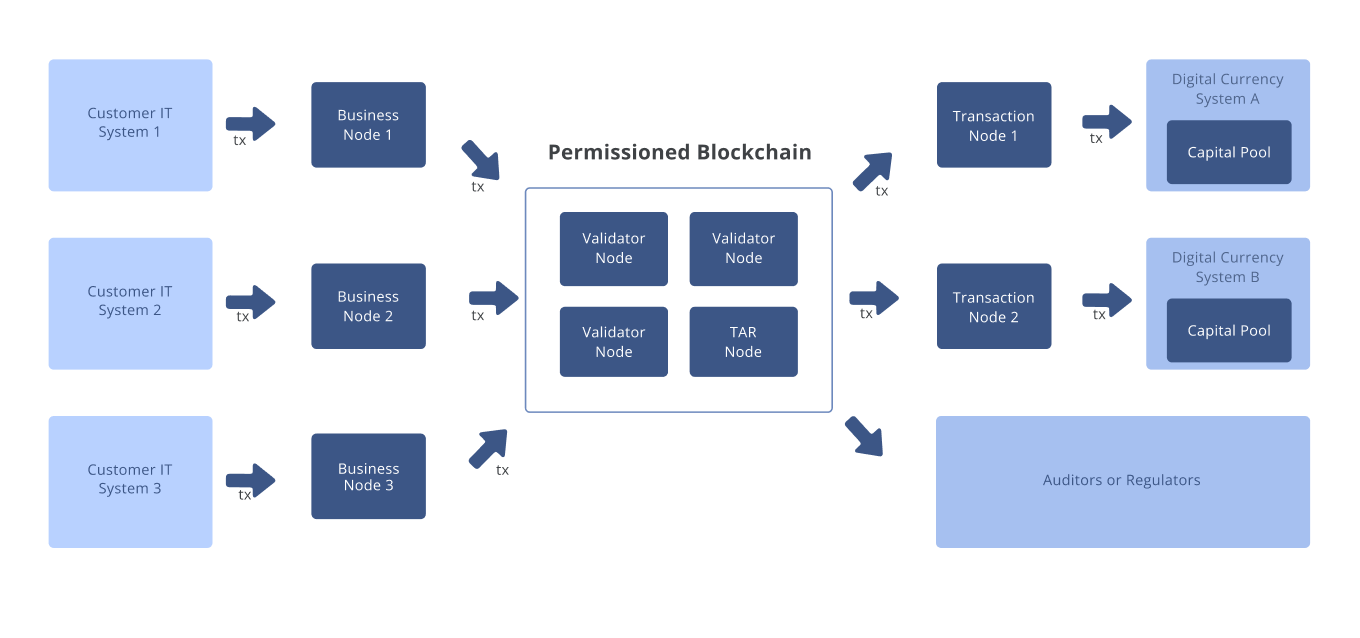 Customer IT
System 1
tx
Business
Node 1
tx
Customer IT
System 2
tx
Business
Node 2
tx
Customer IT
System 3
tx
Business
Node 3
tx
Permissioned Blockchain
Validator
Node
Validator
Node
Validator
Node
TAR
Node
tx
Transaction
Node 1
tx
Digital Currency
System A
Capital Pool
tx
Transaction
Node 2
tx
Digital Currency
System B
Capital Pool
Auditors or Regulators